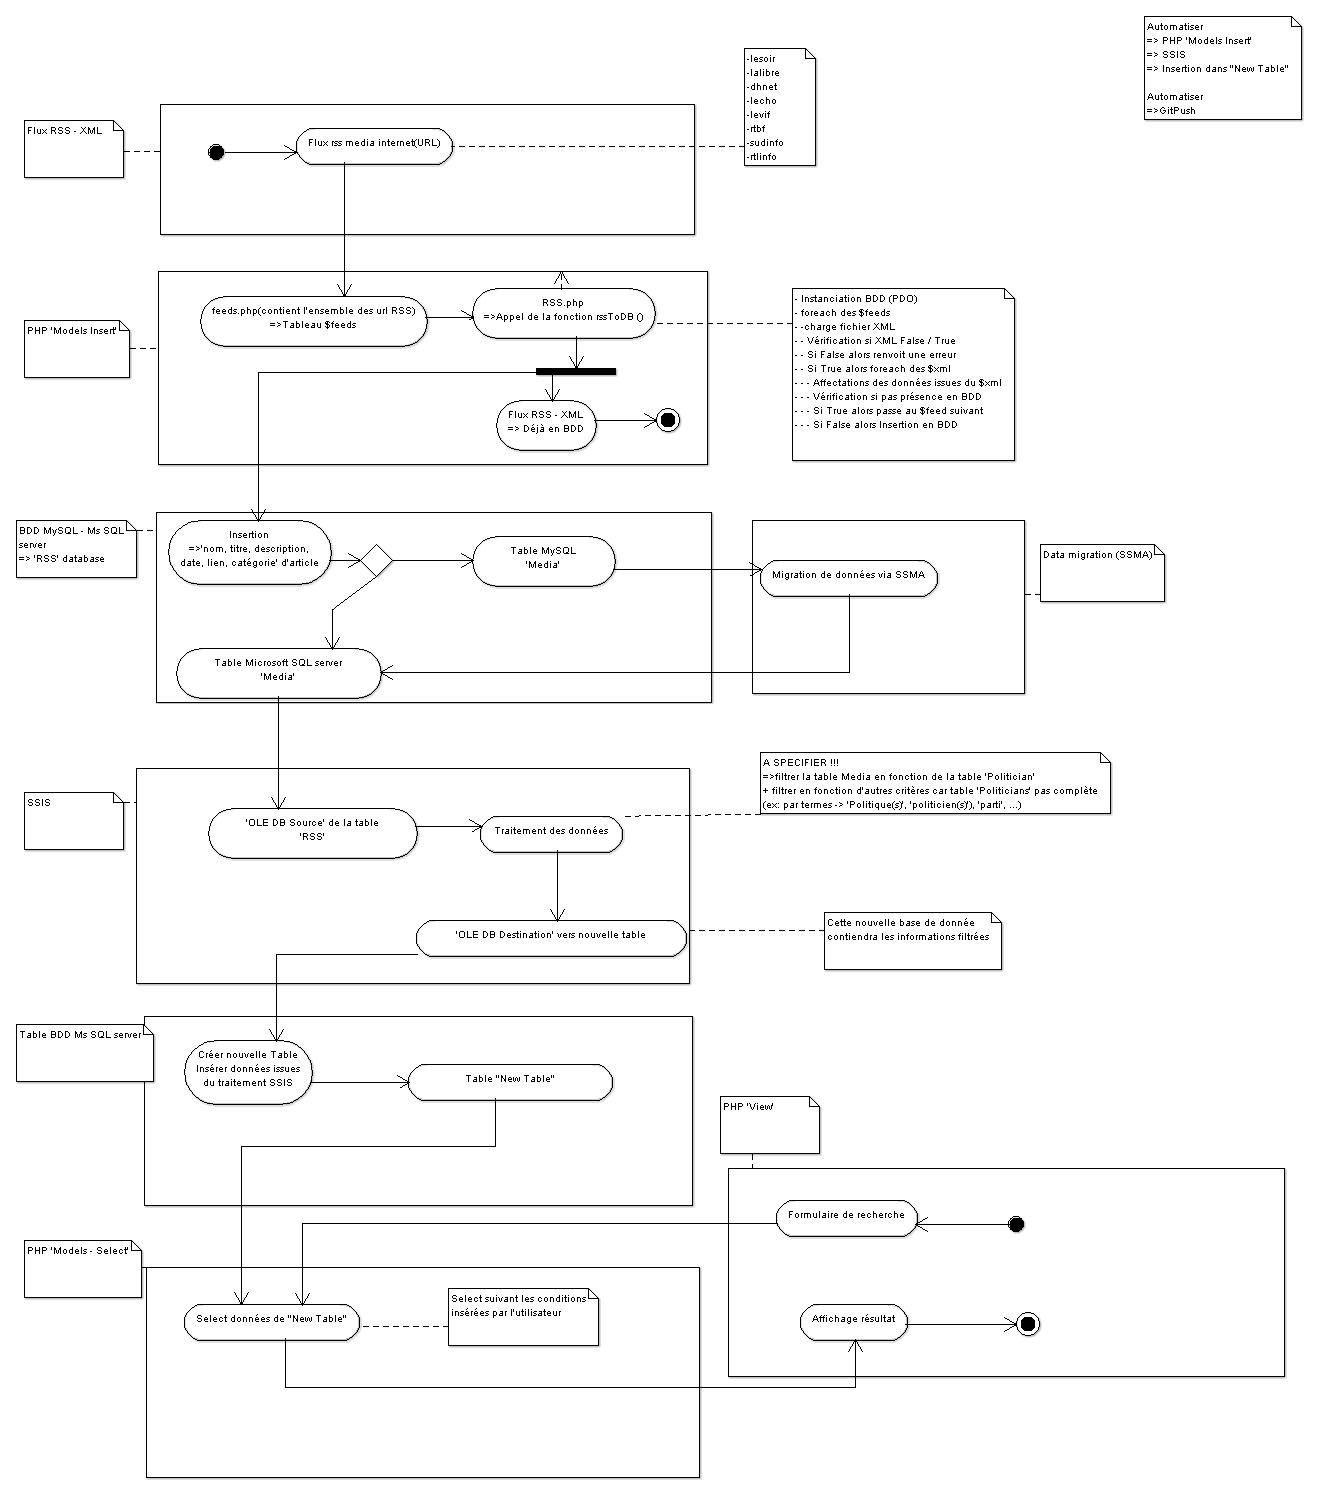 Automatiser
=> PHP 'Models Insert'
=> SSIS
=> Insertion dans "New Table"
Automatiser
=>GitPush
-lesoir
-lalibre
-dhnet
-lecho
-levif
-rtbf
-sudinfo
-rtlinfo
Flux RSS - XML
Flux rss media internet(URL)
PHP 'Models Insert'
feeds.php(contient l'ensemble des url RSS)
=>Tableau $feeds
RSS.php
=>Appel de la fonction rssToDB ()
- Instanciation BDD (PDO)
- foreach des $feeds
- -charge fichier XML
- - Vérification si XML False / True
- - Si False alors renvoit une erreur
- - Si True alors foreach des $xml
- - - Affectations des données issues du $xml
- - - Vérification si pas présence en BDD
- - - Si True alors passe au $feed suivant
- - - Si False alors Insertion en BDD
Flux RSS - XML
=> Déjà en BDD
BDD MySQL - Ms SQL
server
=> 'RSS' database
Insertion
=>'nom, titre, description,
date, lien, catégorie' d'article
Table MySQL
'Media'
Migration de données via SSMA
Data migration (SSMA)
Table Microsoft SQL server
'Media'
SSIS
'OLE DB Source' de la table
'RSS'
Traitement des données
A SPECIFIER !!!
=>filtrer la table Media en fonction de la table 'Politician'
+ filtrer en fonction d'autres critères car table 'Politicians' pas complète
(ex: par termes -> 'Politique(s)', 'politicien(s)'), 'parti', ...)
'OLE DB Destination' vers nouvelle table
Cette nouvelle base de donnée
contiendra les informations filtrées
Table BDD Ms SQL server
Créer nouvelle Table
Insérer données issues
du traitement SSIS
Table "New Table"
PHP 'View'
Formulaire de recherche
PHP 'Models - Select'
Select données de "New Table"
Select suivant les conditions
insérées par l'utilisateur
Affichage résultat